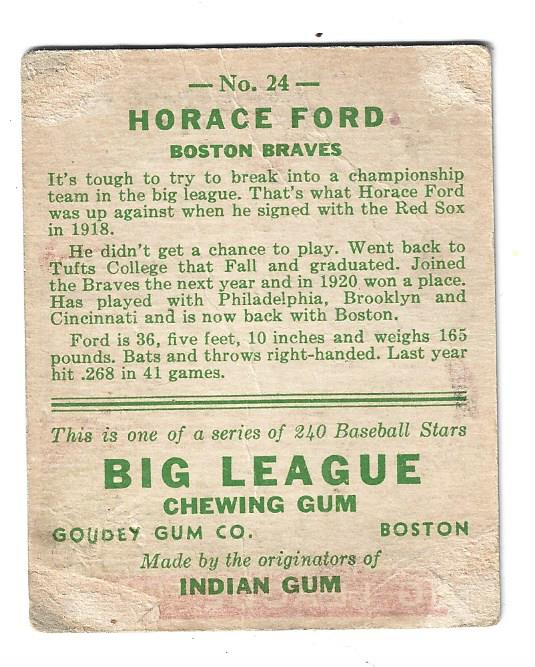 — No. 24 —
HORACE FORD
BOSTON BRAVES
It's tough to try to break into a championship
team in the big league. That's what Horace Ford
was up against when he signed with the Red Sox
in 1918.
He didn't get a chance to play. Went back to
Tufts College that Fall and graduated. Joined
the Braves the next year and in 1920 won a place.
Has played with Philadelphia, Brooklyn and
Cincinnati and is now back with Boston.
Ford is 36, five feet, 10 inches and weighs 165
pounds. Bats and throws right-handed. Last year
hit .268 in 41 games.
This is one of a series of 240 Baseball Stars
BIG LEAGUE
CHEWING GUM
GOUDEY GUM CO. BOSTON
Made by the originators of
INDIAN GUM